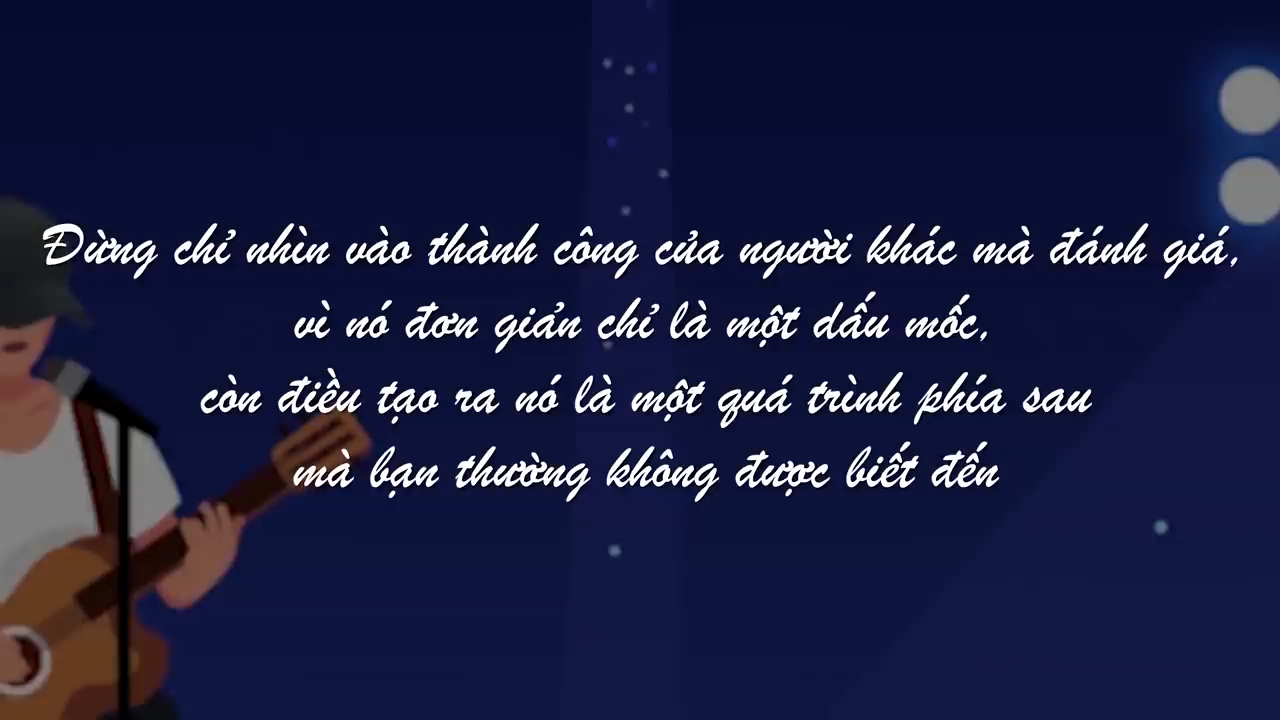 Đừng chỉ nhìn vào thành công của người khác mà đánh giá,
vì nó đơn giản chỉ là một dấu mốc,
còn điều tạo ra nó là một quá trình phía sau
mà bạn thường không được biết đến